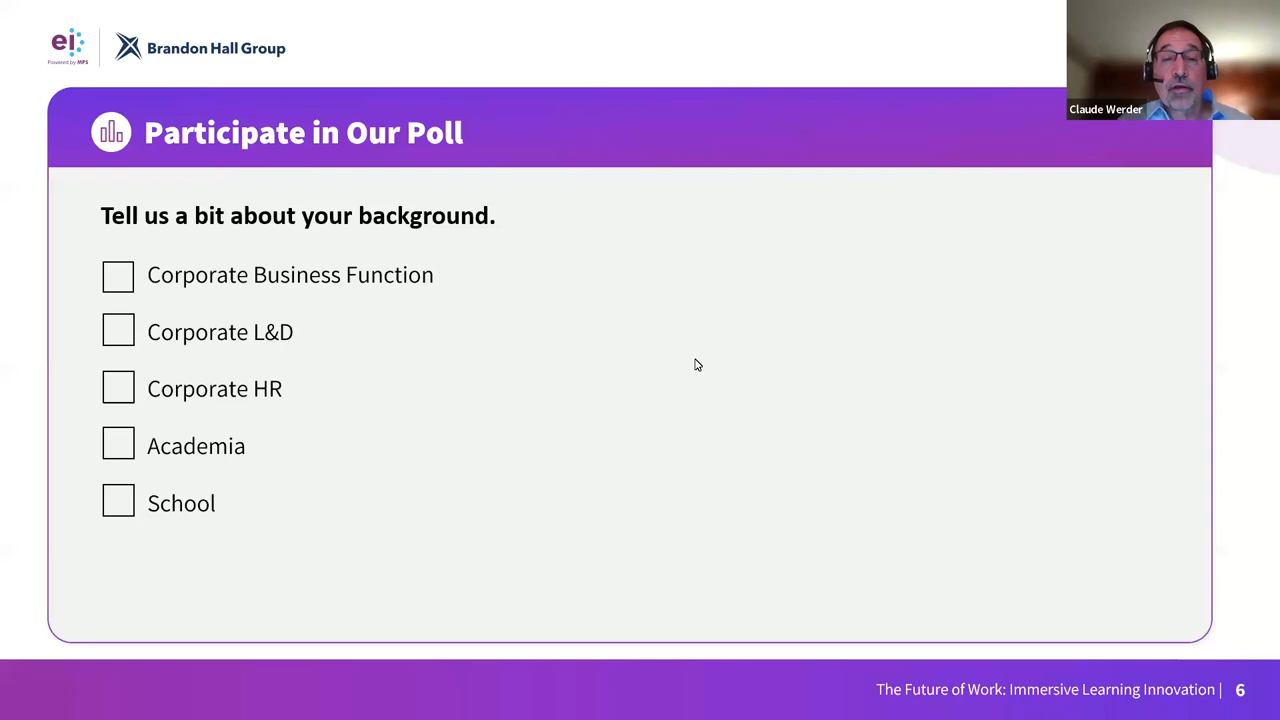 ei
Powered by MPS
Brandon Hall Group
Claude Werder
Participate in Our Poll
Tell us a bit about your background.
Corporate Business Function
Corporate L&D
Corporate HR
Academia
School
The Future of Work: Immersive Learning Innovation | 6